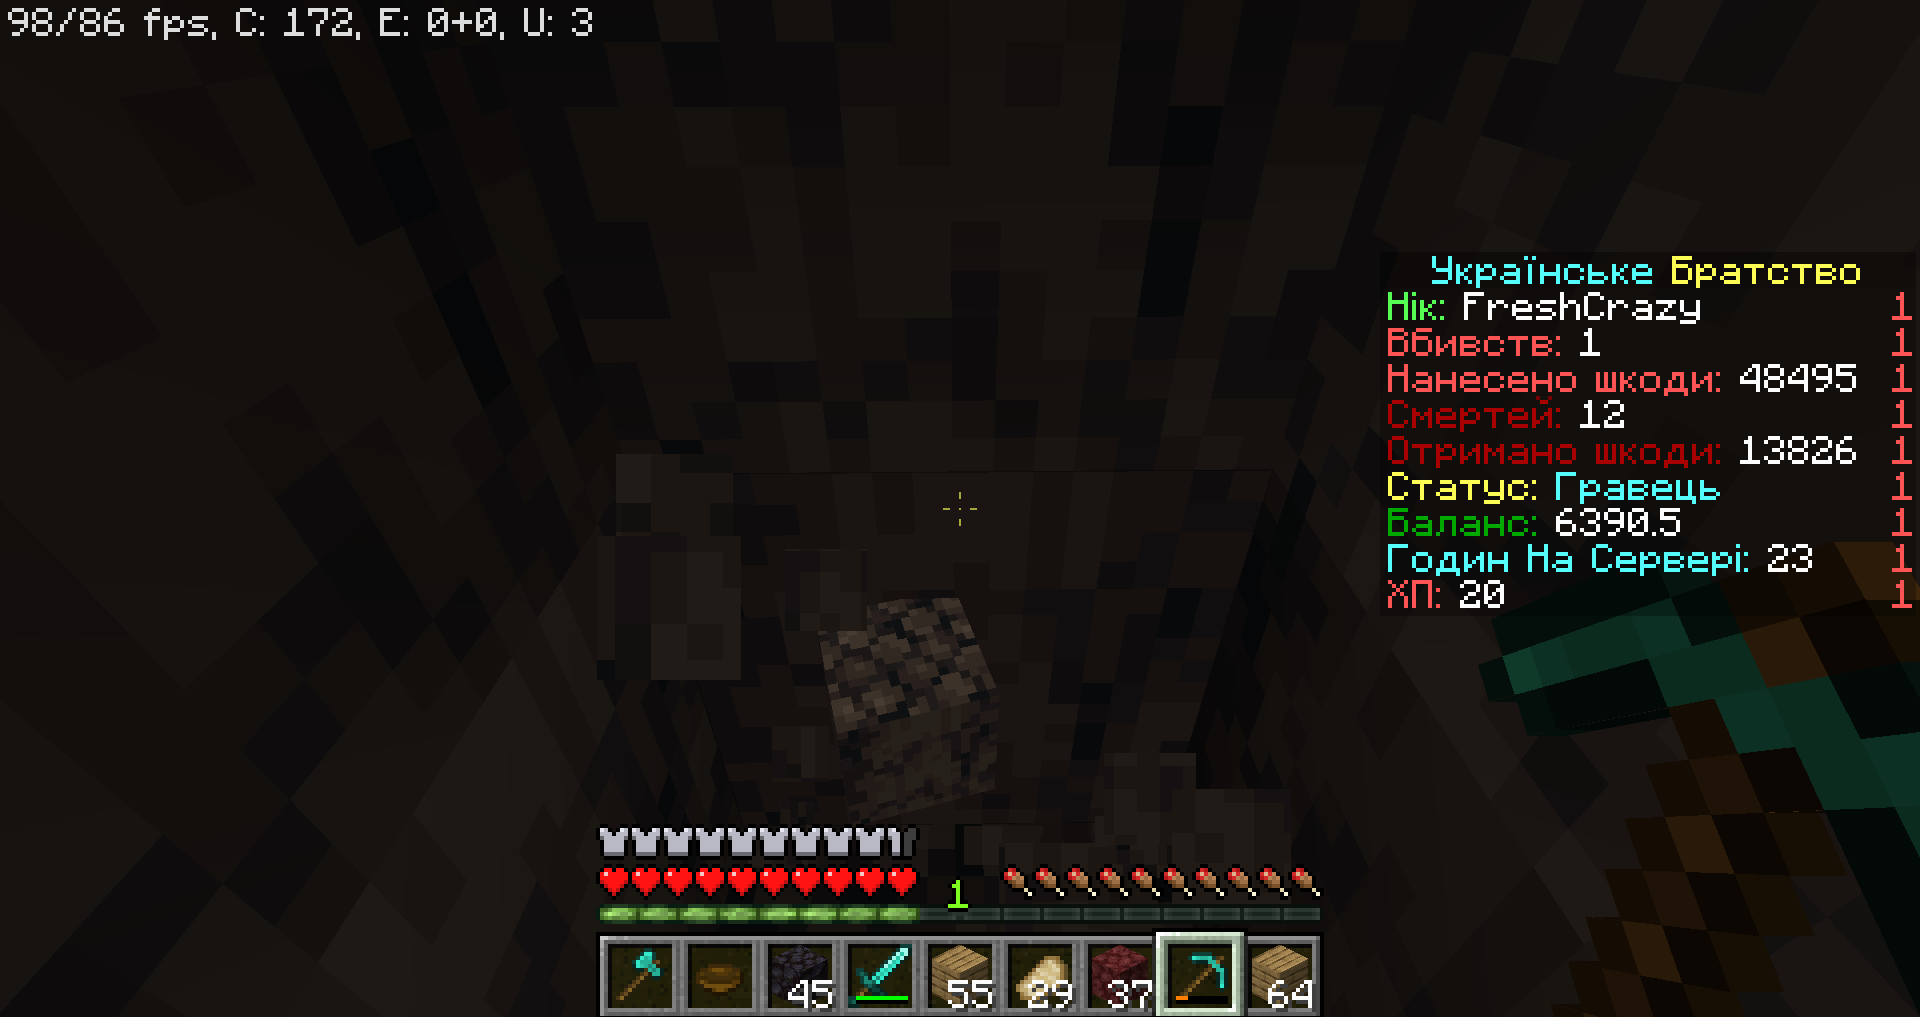 98/86 fps, C: 172, E: 0+0, U: 3
Українське Братство
Нік: FreshCrazy 1
Вбивств: 1 1
Нанесено шкоди: 48495 1
Смертей: 12 1
Отримано шкоди: 13826 1
Статус: Гравець 1
Баланс: 6390.5 1
Годин На Сервері: 23 1
ХП: 20 1
1
45 55 29 37 64